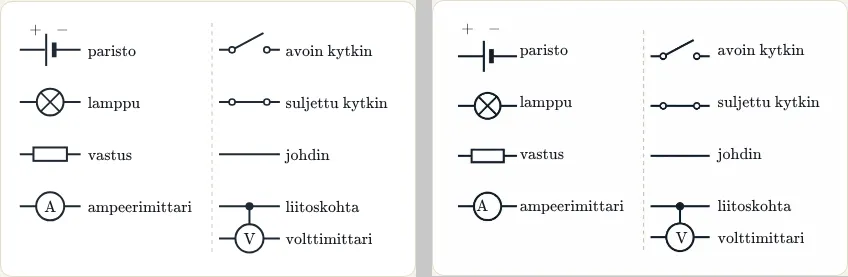 + −
paristo
lamppu
vastus
A
ampeerimittari
avoin kytkin
suljettu kytkin
johdin
liitoskohta
V
volttimittari
+ −
paristo
lamppu
vastus
A
ampeerimittari
avoin kytkin
suljettu kytkin
johdin
liitoskohta
V
volttimittari